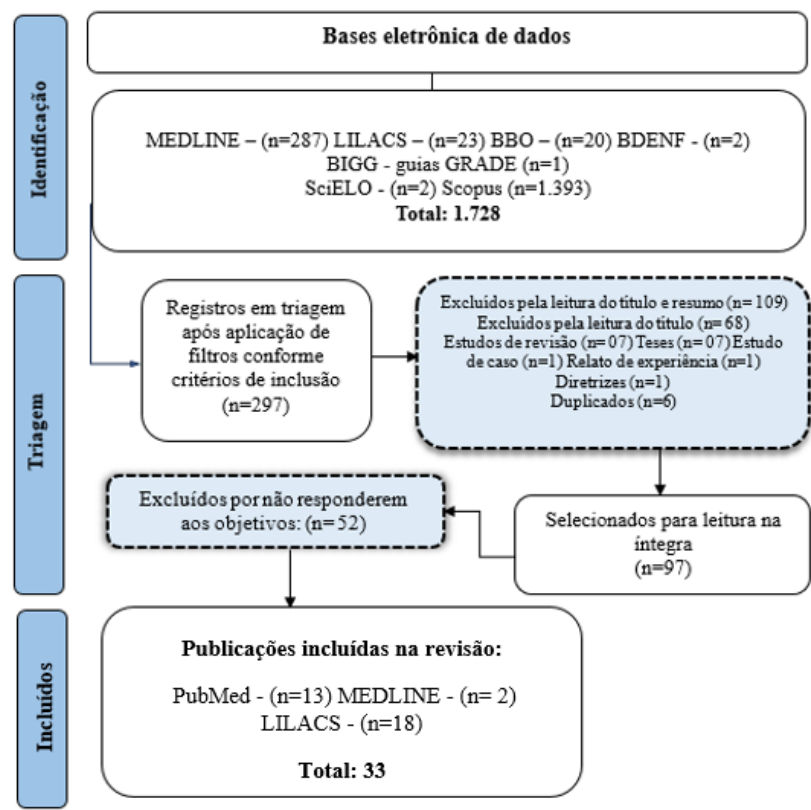 Bases eletrônica de dados
Identificação
MEDLINE – (n=287) LILACS – (n=23) BBO – (n=20) BDENF - (n=2)
BIGG - guias GRADE (n=1)
SciELO - (n=2) Scopus (n=1.393)
Total: 1.728
Triagem
Registros em triagem
após aplicação de
filtros conforme
critérios de inclusão
(n=297)
Excluídos pela leitura do título e resumo (n= 109)
Excluídos pela leitura do título (n= 68)
Estudos de revisão (n= 07) Teses (n= 07) Estudo
de caso (n=1) Relato de experiência (n=1)
Diretrizes (n=1)
Duplicados (n=6)
Excluídos por não responderem
aos objetivos: (n= 52)
Selecionados para leitura na
íntegra
(n=97)
Incluídos
Publicações incluídas na revisão:
PubMed - (n=13) MEDLINE - (n= 2)
LILACS - (n=18)
Total: 33